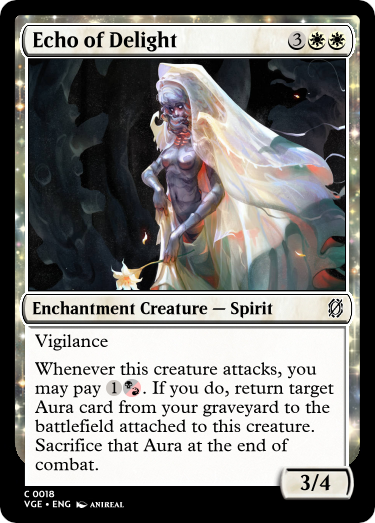 Echo of Delight 3
Enchantment Creature — Spirit
Vigilance
Whenever this creature attacks, you
may pay 1 . If you do, return target
Aura card from your graveyard to the
battlefield attached to this creature.
Sacrifice that Aura at the end of
combat.
3/4
C 0018
VGE • ENG ANIREAL